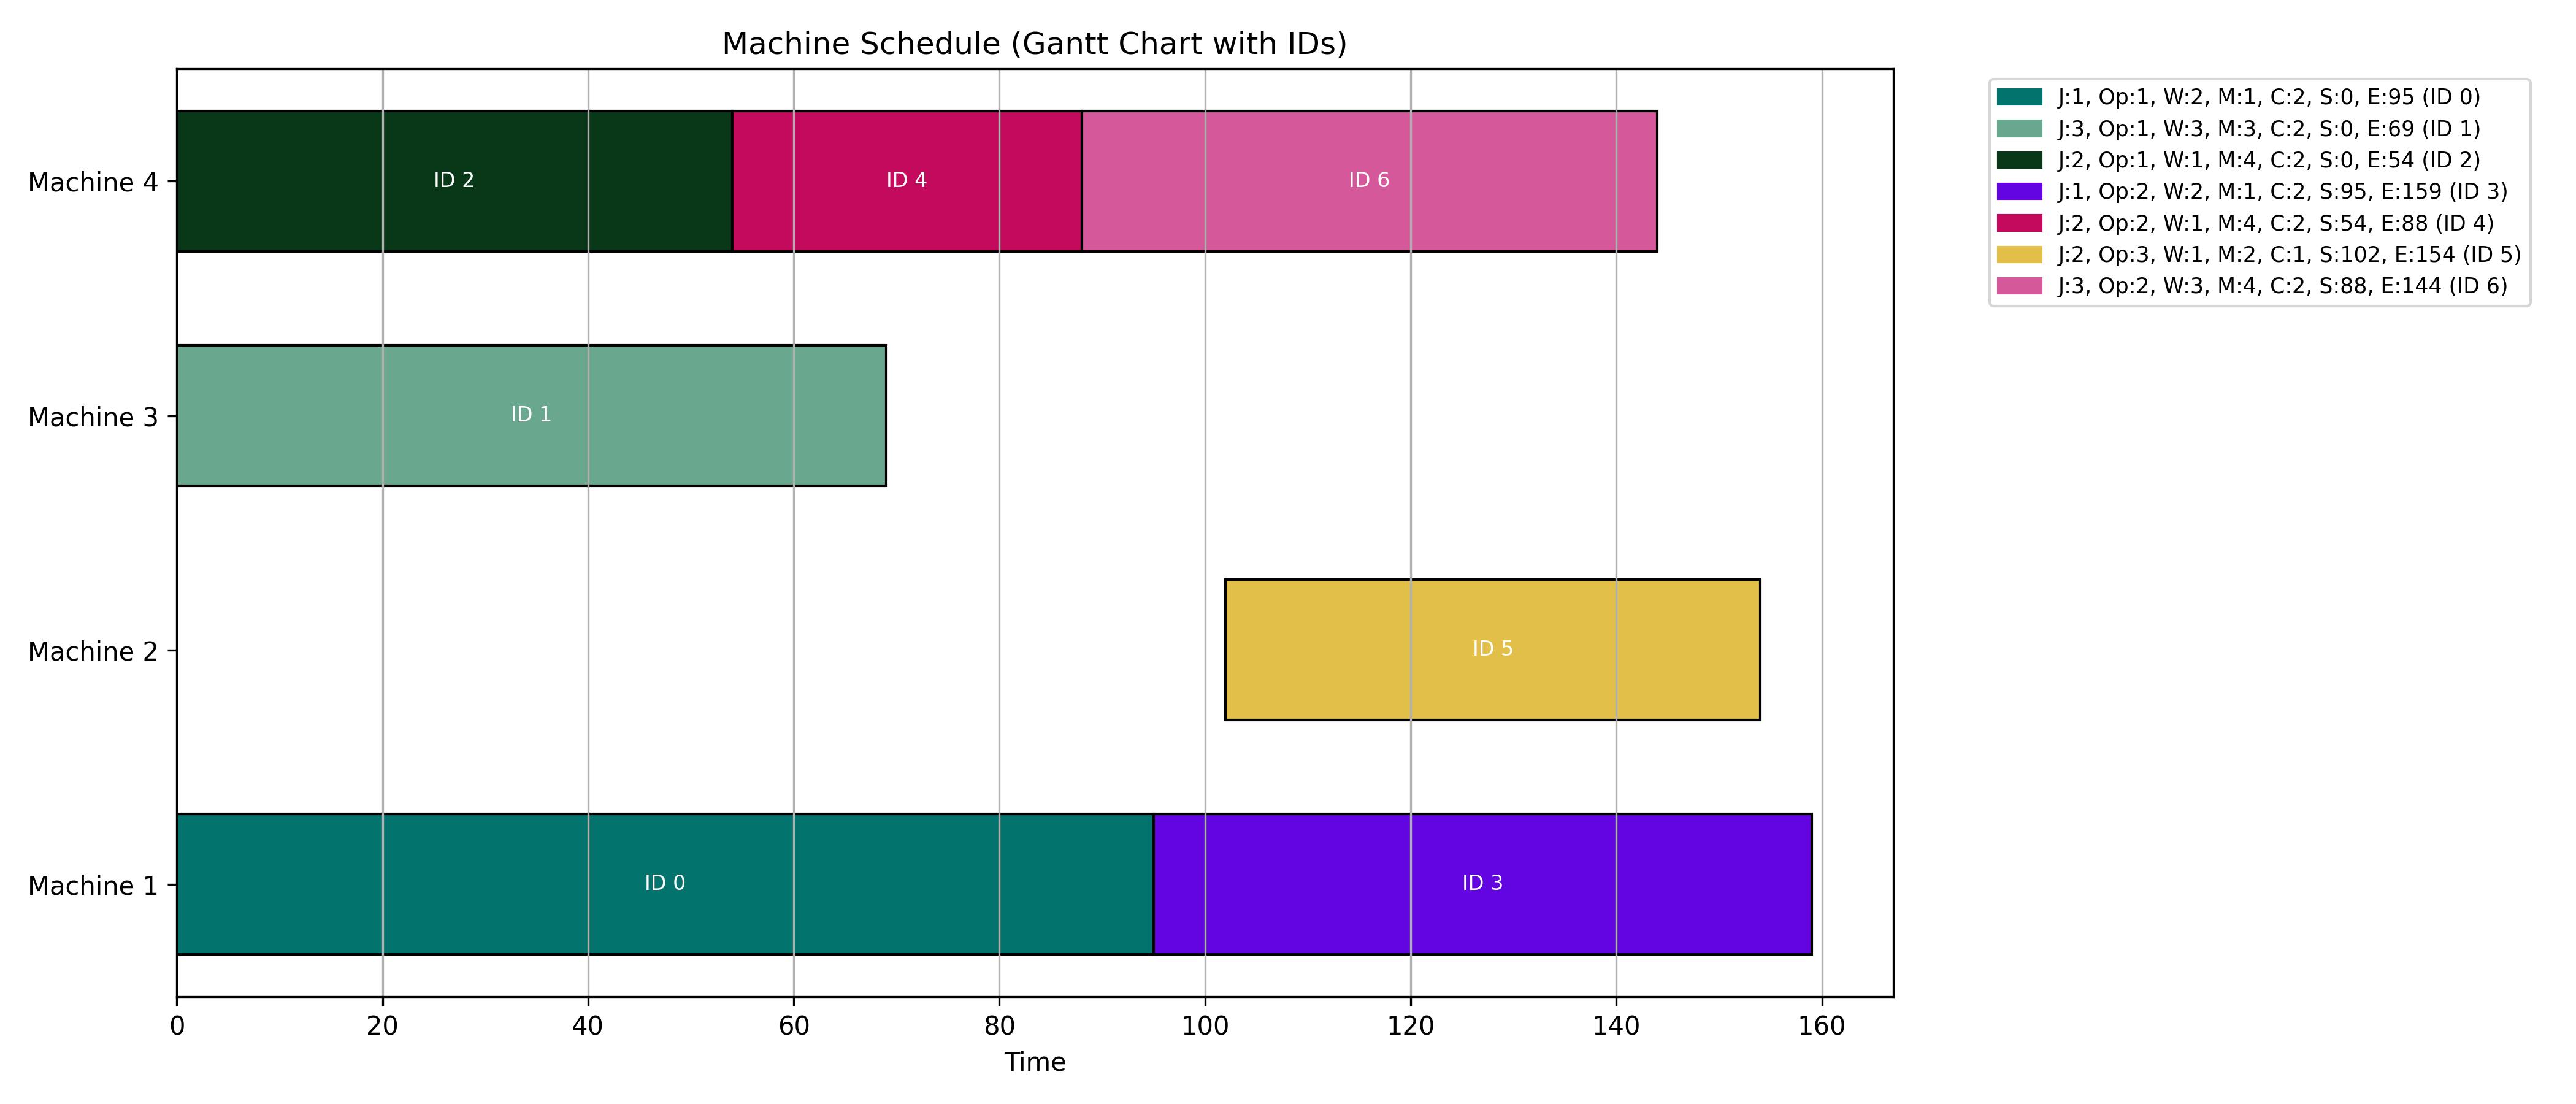 Machine Schedule (Gantt Chart with IDs)
Machine 4
ID 2
ID 4
ID 6
Machine 3
ID 1
Machine 2
ID 5
Machine 1
ID 0
ID 3
0 20 40 60 80 100 120 140 160
Time
J:1, Op:1, W:2, M:1, C:2, S:0, E:95 (ID 0)
J:3, Op:1, W:3, M:3, C:2, S:0, E:69 (ID 1)
J:2, Op:1, W:1, M:4, C:2, S:0, E:54 (ID 2)
J:1, Op:2, W:2, M:1, C:2, S:95, E:159 (ID 3)
J:2, Op:2, W:1, M:4, C:2, S:54, E:88 (ID 4)
J:2, Op:3, W:1, M:2, C:1, S:102, E:154 (ID 5)
J:3, Op:2, W:3, M:4, C:2, S:88, E:144 (ID 6)